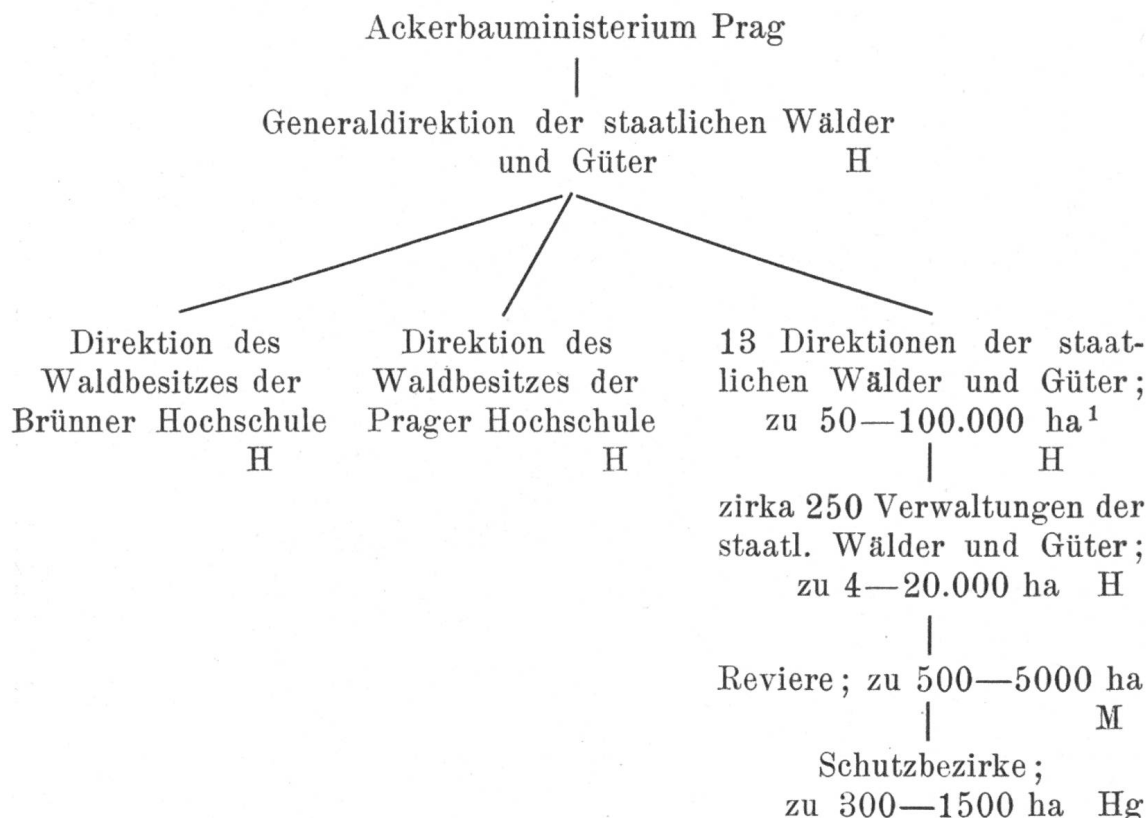 Ackerbauministerium Prag
Generaldirektion der staatlichen Wälder
und Güter H
Direktion des
Waldbesitzes der
Brünner Hochschule
H
Direktion des
Waldbesitzes der
Prager Hochschule
H
13 Direktionen der staat-
lichen Wälder und Güter;
zu 50—100.000 ha¹
H
zirka 250 Verwaltungen der
staatl. Wälder und Güter;
zu 4—20.000 ha H
Reviere; zu 500—5000 ha
M
Schutzbezirke;
zu 300—1500 ha Hg